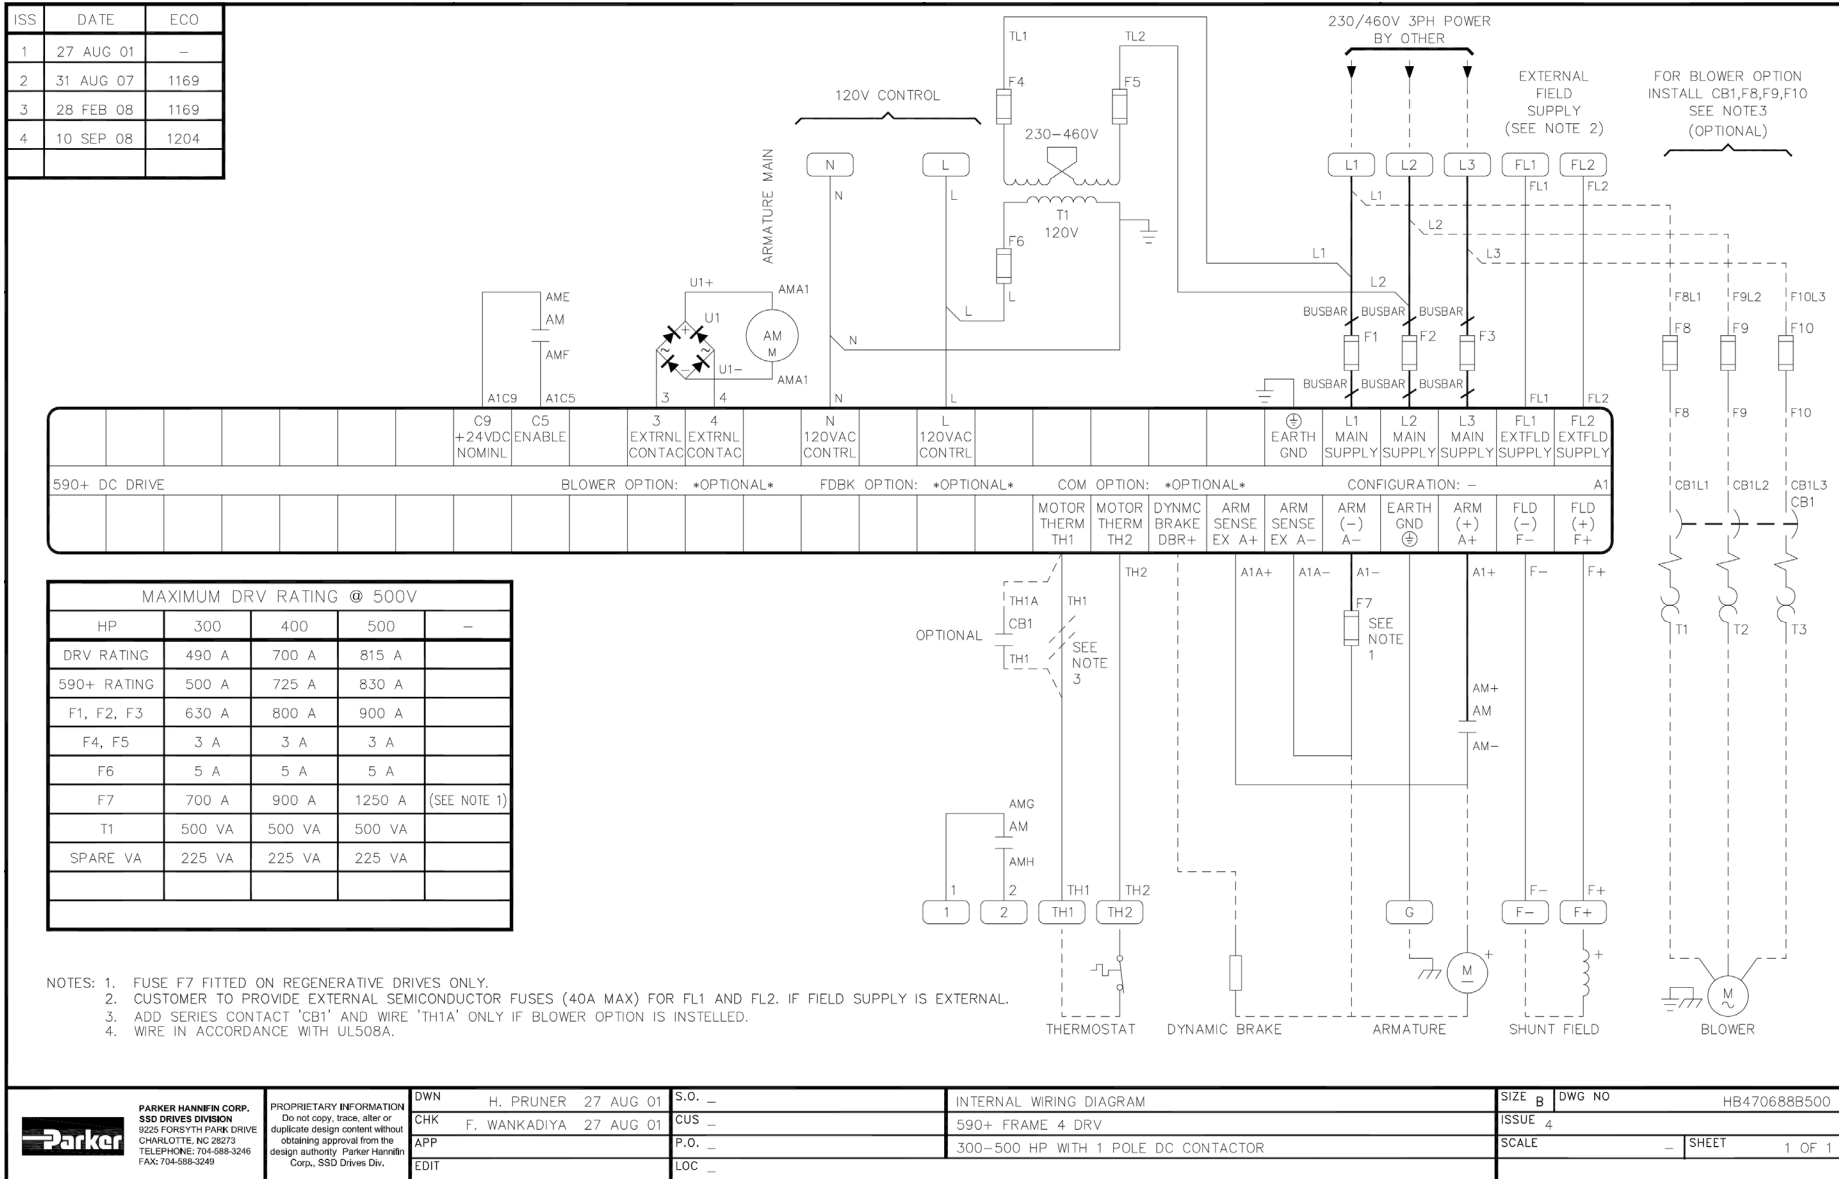 ISS DATE ECO
1 27 AUG 01 –
2 31 AUG 07 1169
3 28 FEB 08 1169
4 10 SEP 08 1204
TL1 TL2
F4 F5
230–460V
120V CONTROL
N L
N L
T1
120V
F6
L
L
N
ARMATURE MAIN
230/460V 3PH POWER
BY OTHER
EXTERNAL
FIELD
SUPPLY
(SEE NOTE 2)
FOR BLOWER OPTION
INSTALL CB1,F8,F9,F10
SEE NOTE3
(OPTIONAL)
L1 L2 L3 FL1 FL2
FL1 FL2
L1
L2
L3
L1
L2
BUSBAR BUSBAR BUSBAR
F1 F2 F3
BUSBAR BUSBAR BUSBAR
FL1 FL2
F8L1 F9L2 F10L3
F8 F9 F10
F8 F9 F10
CB1L1 CB1L2 CB1L3
CB1
T1 T2 T3
AME
AM
AMF
A1C9 A1C5
U1+ AMA1
U1
+
~ ~
–
U1–
AM
M
AMA1
3 4
N L
C9
+24VDC
NOMINL
C5
ENABLE
3
EXTRNL
CONTAC
4
EXTRNL
CONTAC
N
120VAC
CONTRL
L
120VAC
CONTRL
EARTH
GND
L1
MAIN
SUPPLY
L2
MAIN
SUPPLY
L3
MAIN
SUPPLY
FL1
EXTFLD
SUPPLY
FL2
EXTFLD
SUPPLY
590+ DC DRIVE BLOWER OPTION: *OPTIONAL* FDBK OPTION: *OPTIONAL* COM OPTION: *OPTIONAL* CONFIGURATION: – A1
MOTOR
THERM
TH1
MOTOR
THERM
TH2
DYNMC
BRAKE
DBR+
ARM
SENSE
EX A+
ARM
SENSE
EX A–
ARM
(–)
A–
EARTH
GND
ARM
(+)
A+
FLD
(–)
F–
FLD
(+)
F+
TH2 A1A+ A1A– A1– A1+ F– F+
TH1A TH1
OPTIONAL CB1
TH1
SEE
NOTE
3
F7
SEE
NOTE
1
AM+
AM
AM–
AMG
AM
AMH
1 2 TH1 TH2 F– F+
1 2 TH1 TH2 G F– F+
M
–
+
+
M
~
THERMOSTAT DYNAMIC BRAKE ARMATURE SHUNT FIELD BLOWER
MAXIMUM DRV RATING @ 500V
HP 300 400 500 –
DRV RATING 490 A 700 A 815 A
590+ RATING 500 A 725 A 830 A
F1, F2, F3 630 A 800 A 900 A
F4, F5 3 A 3 A 3 A
F6 5 A 5 A 5 A
F7 700 A 900 A 1250 A (SEE NOTE 1)
T1 500 VA 500 VA 500 VA
SPARE VA 225 VA 225 VA 225 VA
NOTES: 1. FUSE F7 FITTED ON REGENERATIVE DRIVES ONLY.
2. CUSTOMER TO PROVIDE EXTERNAL SEMICONDUCTOR FUSES (40A MAX) FOR FL1 AND FL2. IF FIELD SUPPLY IS EXTERNAL.
3. ADD SERIES CONTACT 'CB1' AND WIRE 'TH1A' ONLY IF BLOWER OPTION IS INSTELLED.
4. WIRE IN ACCORDANCE WITH UL508A.
Parker
PARKER HANNIFIN CORP.
SSD DRIVES DIVISION
9225 FORSYTH PARK DRIVE
CHARLOTTE, NC 28273
TELEPHONE: 704-588-3246
FAX: 704-588-3249
PROPRIETARY INFORMATION
Do not copy, trace, alter or
duplicate design content without
obtaining approval from the
design authority Parker Hannifin
Corp., SSD Drives Div.
DWN H. PRUNER 27 AUG 01
CHK F. WANKADIYA 27 AUG 01
APP
EDIT
S.O. –
CUS –
P.O. –
LOC –
INTERNAL WIRING DIAGRAM
590+ FRAME 4 DRV
300–500 HP WITH 1 POLE DC CONTACTOR
SIZE B DWG NO HB470688B500
ISSUE 4
SCALE – SHEET 1 OF 1